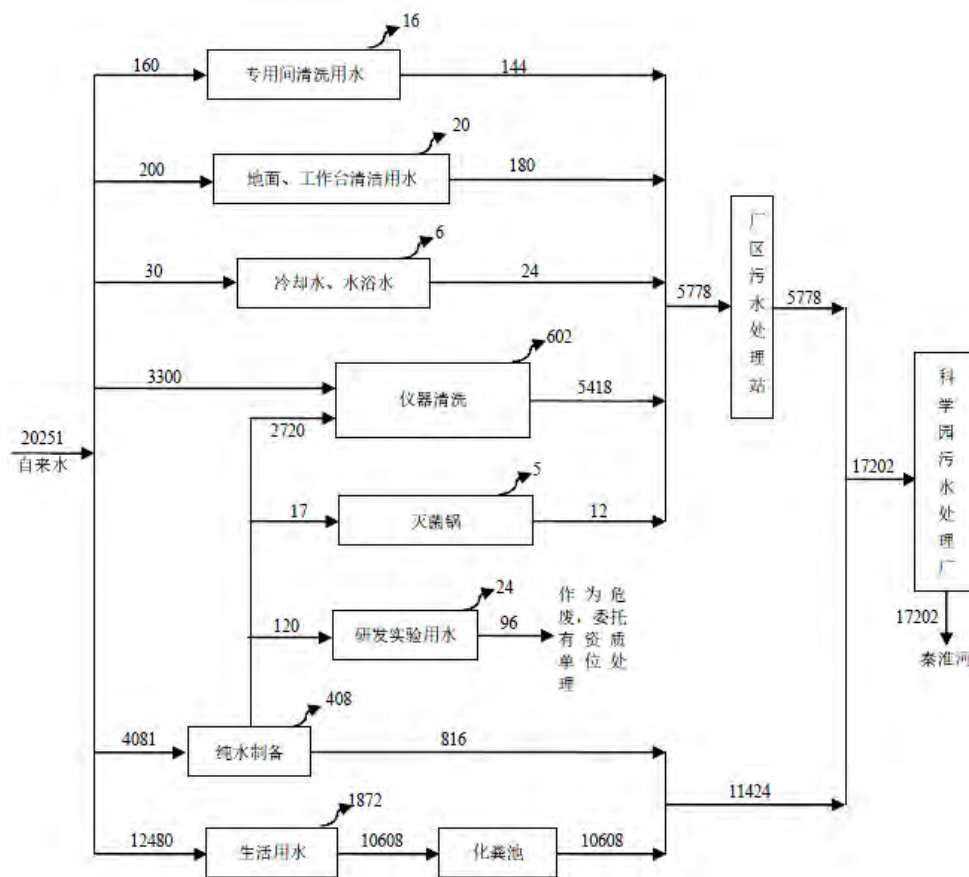 16
160
专用间清洗用水
144
20
200
地面、工作台清洁用水
180
6
30
冷却水、水浴水
24
厂区污水处理站
5778
5778
602
3300
仪器清洗
5418
2720
科学园污水处理厂
20251
自来水
17202
5
17
灭菌锅
12
24
120
研发实验用水
96
作为危
废，委托
有资质
单位处
理
17202
秦淮河
408
4081
纯水制备
816
11424
1872
12480
生活用水
10608
化粪池
10608